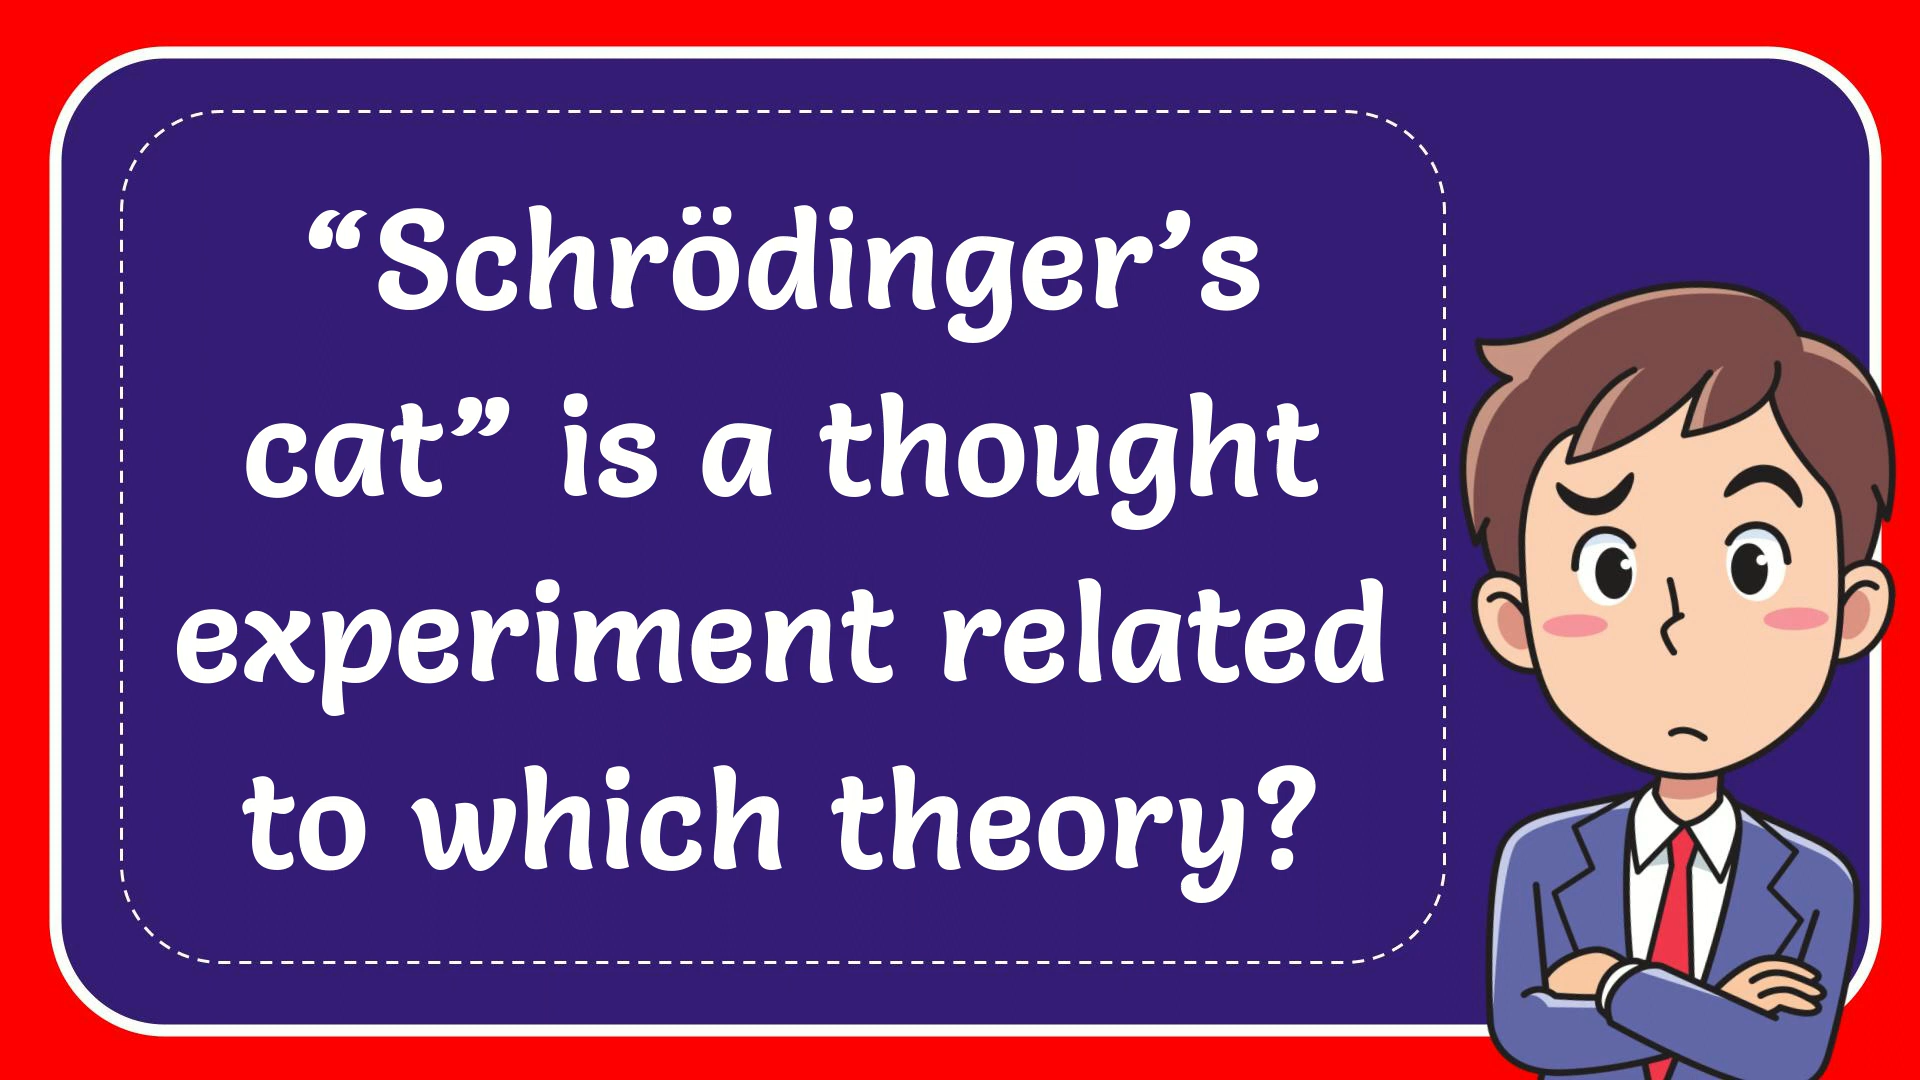 “Schrödinger’s
cat” is a thought
experiment related
to which theory?